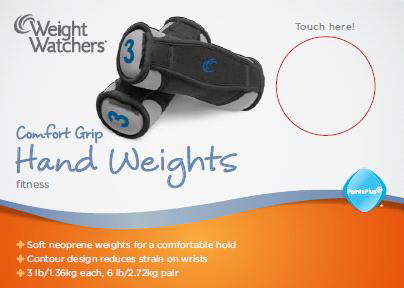 Weight
Watchers®
Touch here!
3
3
Comfort Grip
Hand Weights
fitness
PointsPlus
Soft neoprene weights for a comfortable hold
Contour design reduces strain on wrists
3 lb/1.36kg each, 6 lb/2.72kg pair